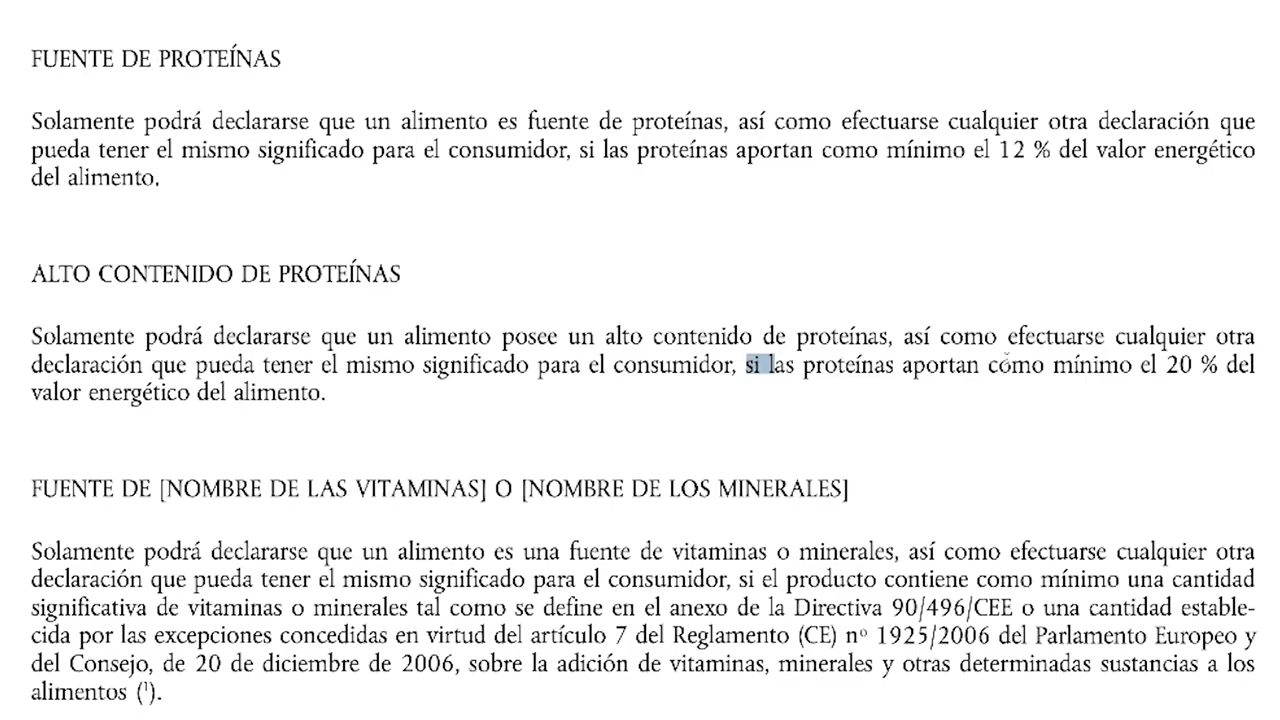 FUENTE DE PROTEÍNAS
Solamente podrá declararse que un alimento es fuente de proteínas, así como efectuarse cualquier otra declaración que
pueda tener el mismo significado para el consumidor, si las proteínas aportan como mínimo el 12 % del valor energético
del alimento.
ALTO CONTENIDO DE PROTEÍNAS
Solamente podrá declararse que un alimento posee un alto contenido de proteínas, así como efectuarse cualquier otra
declaración que pueda tener el mismo significado para el consumidor, si las proteínas aportan como mínimo el 20 % del
valor energético del alimento.
FUENTE DE [NOMBRE DE LAS VITAMINAS] O [NOMBRE DE LOS MINERALES]
Solamente podrá declararse que un alimento es una fuente de vitaminas o minerales, así como efectuarse cualquier otra
declaración que pueda tener el mismo significado para el consumidor, si el producto contiene como mínimo una cantidad
significativa de vitaminas o minerales tal como se define en el anexo de la Directiva 90/496/CEE o una cantidad estable-
cida por las excepciones concedidas en virtud del artículo 7 del Reglamento (CE) nº 1925/2006 del Parlamento Europeo y
del Consejo, de 20 de diciembre de 2006, sobre la adición de vitaminas, minerales y otras determinadas sustancias a los
alimentos (¹).